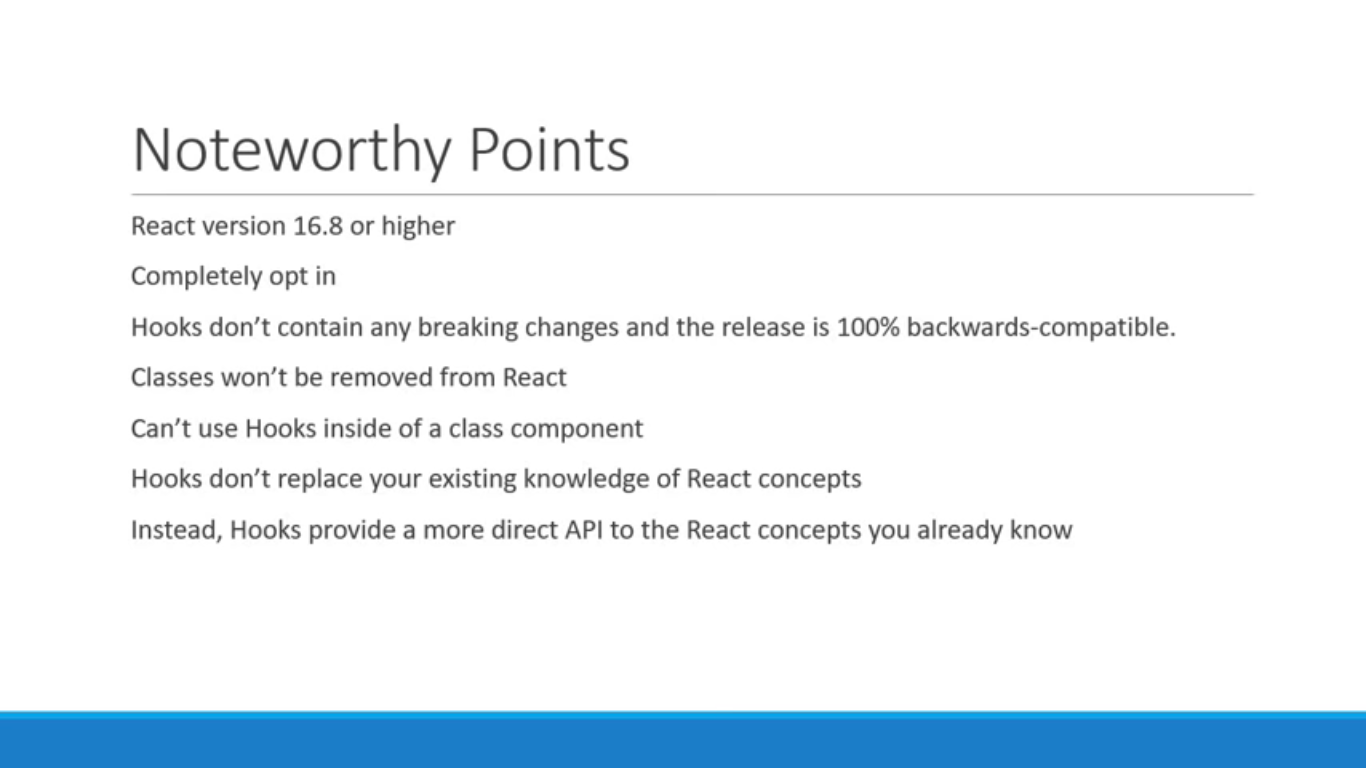 Noteworthy Points
React version 16.8 or higher
Completely opt in
Hooks don’t contain any breaking changes and the release is 100% backwards-compatible.
Classes won’t be removed from React
Can’t use Hooks inside of a class component
Hooks don’t replace your existing knowledge of React concepts
Instead, Hooks provide a more direct API to the React concepts you already know